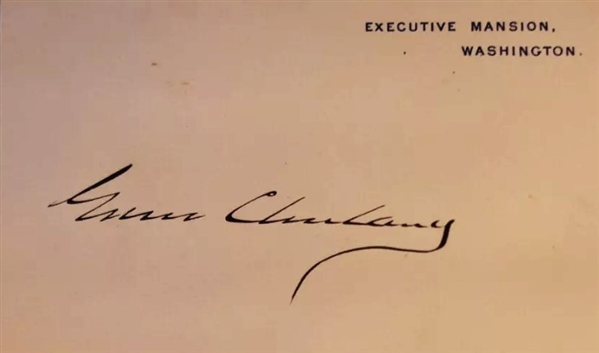 EXECUTIVE MANSION,
WASHINGTON.
Grover Cleveland